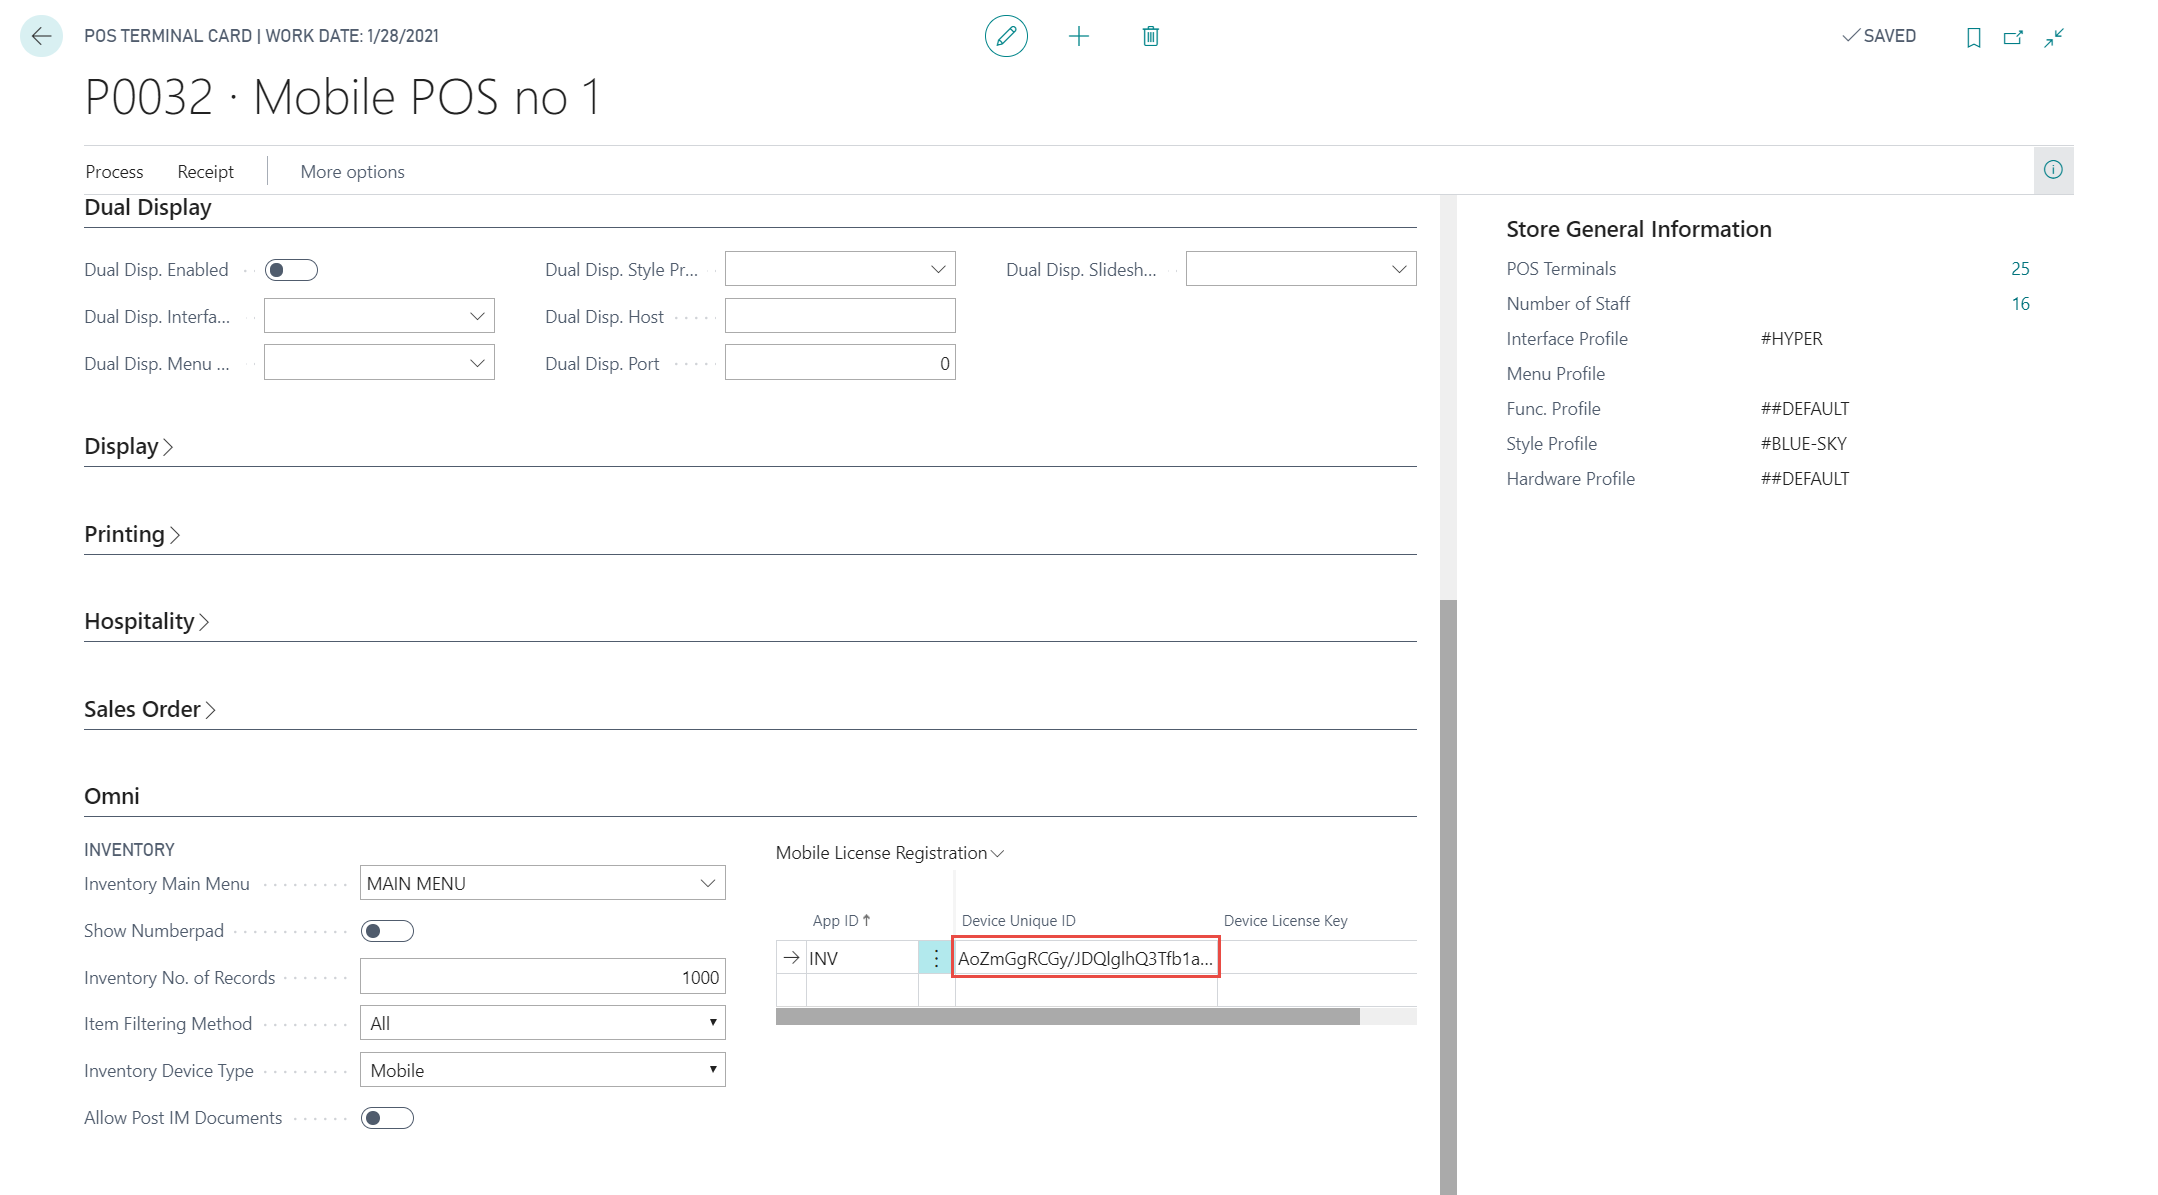 POS TERMINAL CARD | WORK DATE: 1/28/2021
SAVED
P0032 · Mobile POS no 1
Process Receipt More options
Dual Display
Dual Disp. Enabled
Dual Disp. Style Pr...
Dual Disp. Slidesh...
Dual Disp. Interfa...
Dual Disp. Host
Dual Disp. Menu ...
Dual Disp. Port 0
Display
Printing
Hospitality
Sales Order
Omni
INVENTORY
Inventory Main Menu MAIN MENU
Show Numberpad
Inventory No. of Records 1000
Item Filtering Method All
Inventory Device Type Mobile
Allow Post IM Documents
Mobile License Registration
App ID ↑ Device Unique ID Device License Key
INV AoZmGgRCGy/JDQlglhQ3Tfb1a...
Store General Information
POS Terminals 25
Number of Staff 16
Interface Profile #HYPER
Menu Profile
Func. Profile ##DEFAULT
Style Profile #BLUE-SKY
Hardware Profile ##DEFAULT